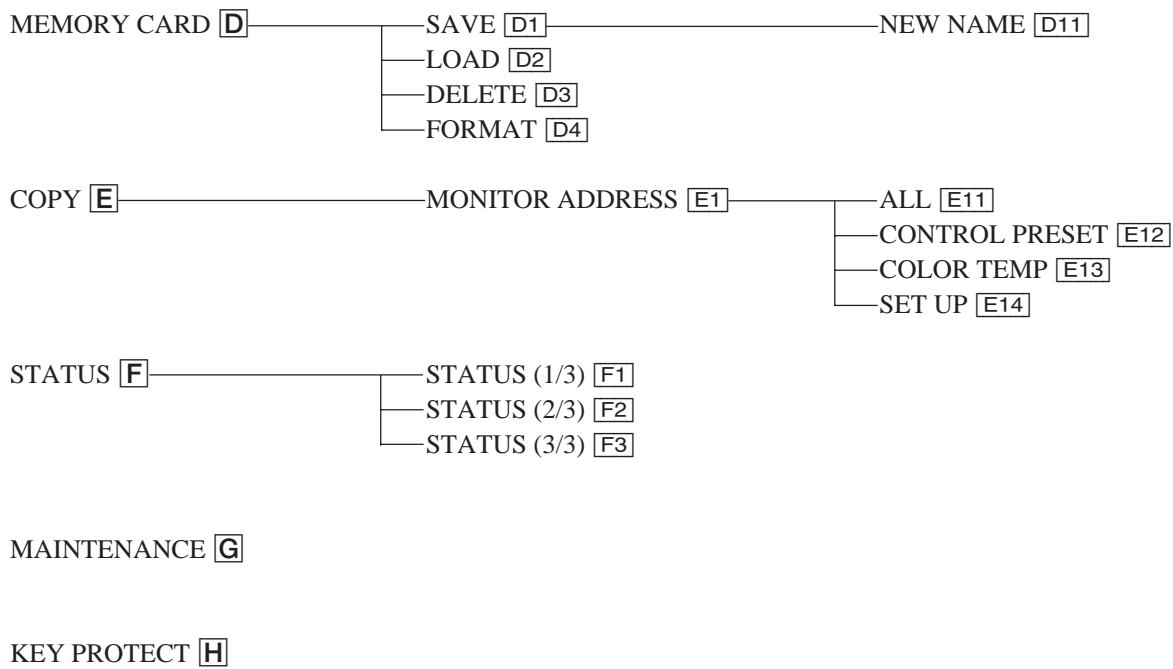 MEMORY CARD D SAVE D1 NEW NAME D11
LOAD D2
DELETE D3
FORMAT D4
COPY E MONITOR ADDRESS E1 ALL E11
CONTROL PRESET E12
COLOR TEMP E13
SET UP E14
STATUS F STATUS (1/3) F1
STATUS (2/3) F2
STATUS (3/3) F3
MAINTENANCE G
KEY PROTECT H